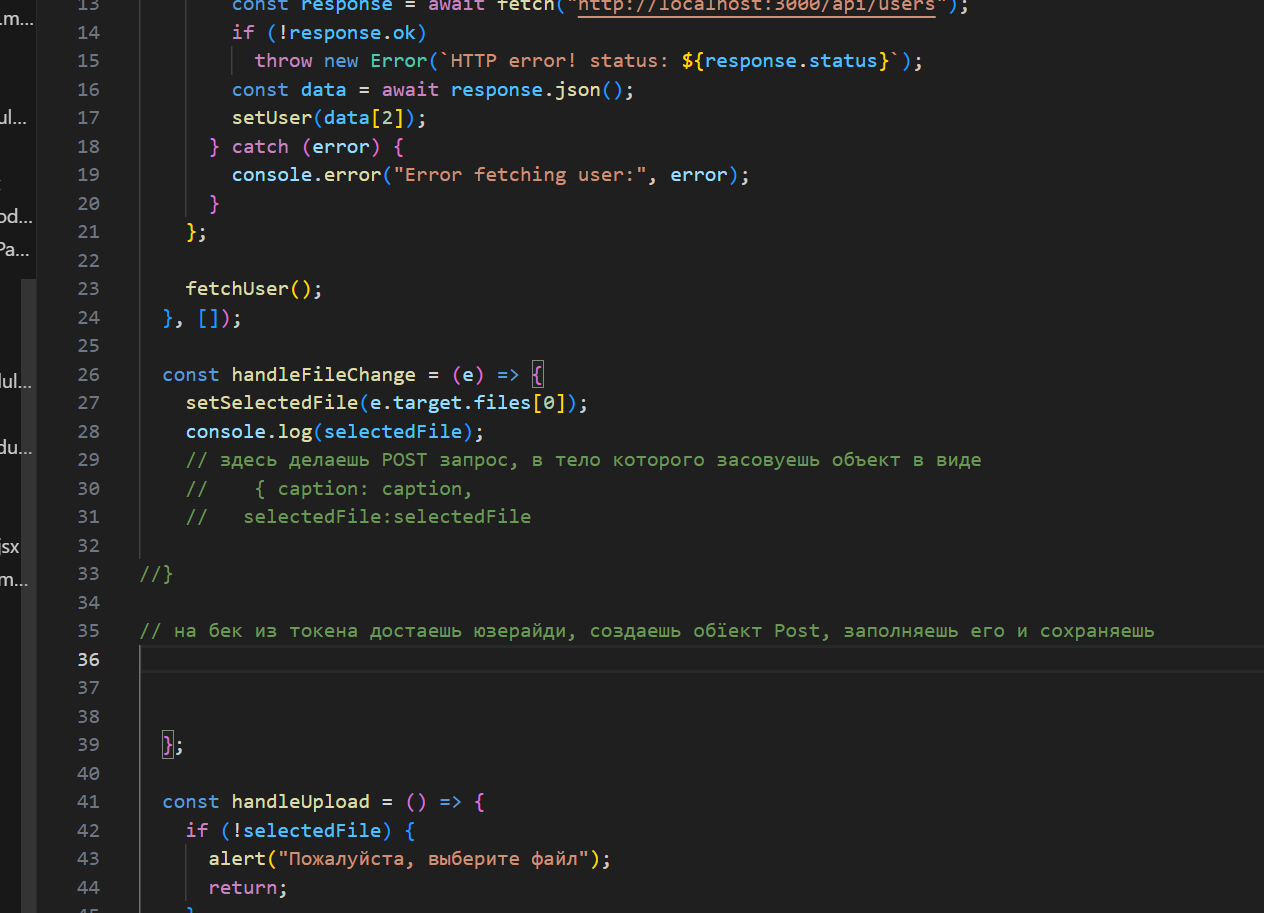 13 const response = await fetch("http://localhost:3000/api/users");
14 if (!response.ok)
15 throw new Error(`HTTP error! status: ${response.status}`);
16 const data = await response.json();
17 setUser(data[2]);
18 } catch (error) {
19 console.error("Error fetching user:", error);
20 }
21 };
22
23 fetchUser();
24 }, []);
25
26 const handleFileChange = (e) => {
27 setSelectedFile(e.target.files[0]);
28 console.log(selectedFile);
29 // здесь делаешь POST запрос, в тело которого засовуешь объект в виде
30 // { caption: caption,
31 // selectedFile:selectedFile
32
33 //}
34
35 // на бек из токена достаешь юзерайди, создаешь обїект Post, заполняешь его и сохраняешь
36
37
38
39 };
40
41 const handleUpload = () => {
42 if (!selectedFile) {
43 alert("Пожалуйста, выберите файл");
44 return;
45 }
.m...
ul...
od...
Pa...
lul...
du...
jsx
m...